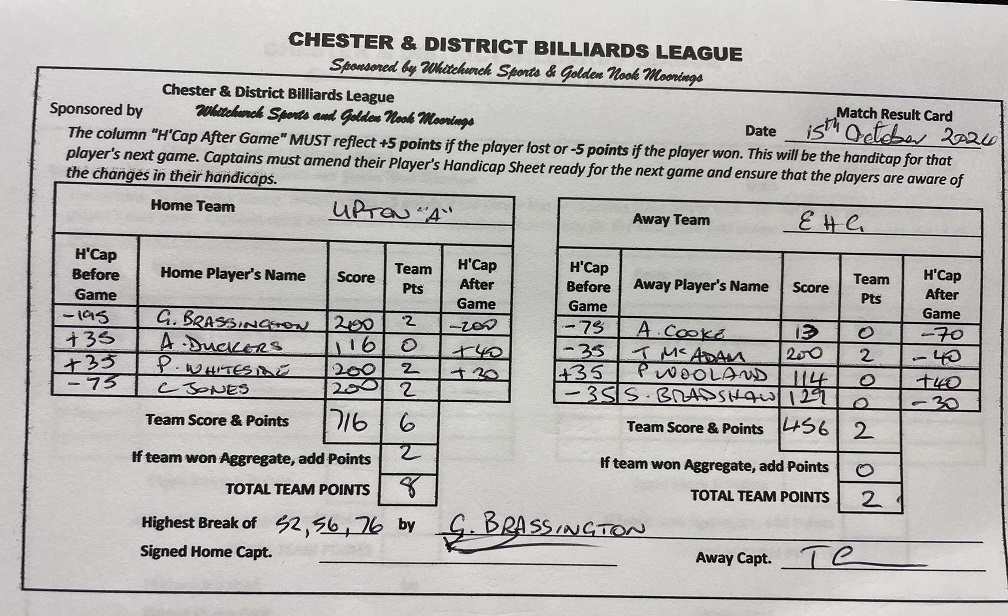 CHESTER & DISTRICT BILLIARDS LEAGUE
Sponsored by Whitchurch Sports & Golden Nook Moorings
Chester & District Billiards League
Sponsored by Whitchurch Sports and Golden Nook Moorings
Match Result Card
Date 15th October 2024
The column "H'Cap After Game" MUST reflect +5 points if the player lost or -5 points if the player won. This will be the handitap for that
player's next game. Captains must amend their Player's Handicap Sheet ready for the next game and ensure that the players are aware of
the changes in their handicaps.
Home Team UPTON "A"
H'Cap Before Game Home Player's Name Score Team Pts H'Cap After Game
-195 G. BRASSINGTON 200 2 -200
+35 A. DUCKERS 116 0 +40
+35 P. WHITESIDE 200 2 +30
-75 C JONES 200 2
Team Score & Points 716 6
If team won Aggregate, add Points 2
TOTAL TEAM POINTS 8
Away Team EHC
H'Cap Before Game Away Player's Name Score Team Pts H'Cap After Game
-75 A. COOKE 13 0 -70
-35 T McADAM 200 2 -40
+35 P WOOLAND 114 0 +40
-35 S. BRADSHAW 129 0 -30
Team Score & Points 456 2
If team won Aggregate, add Points 0
TOTAL TEAM POINTS 2
Highest Break of 52, 56, 76 by G. BRASSINGTON
Signed Home Capt.
Away Capt. TC